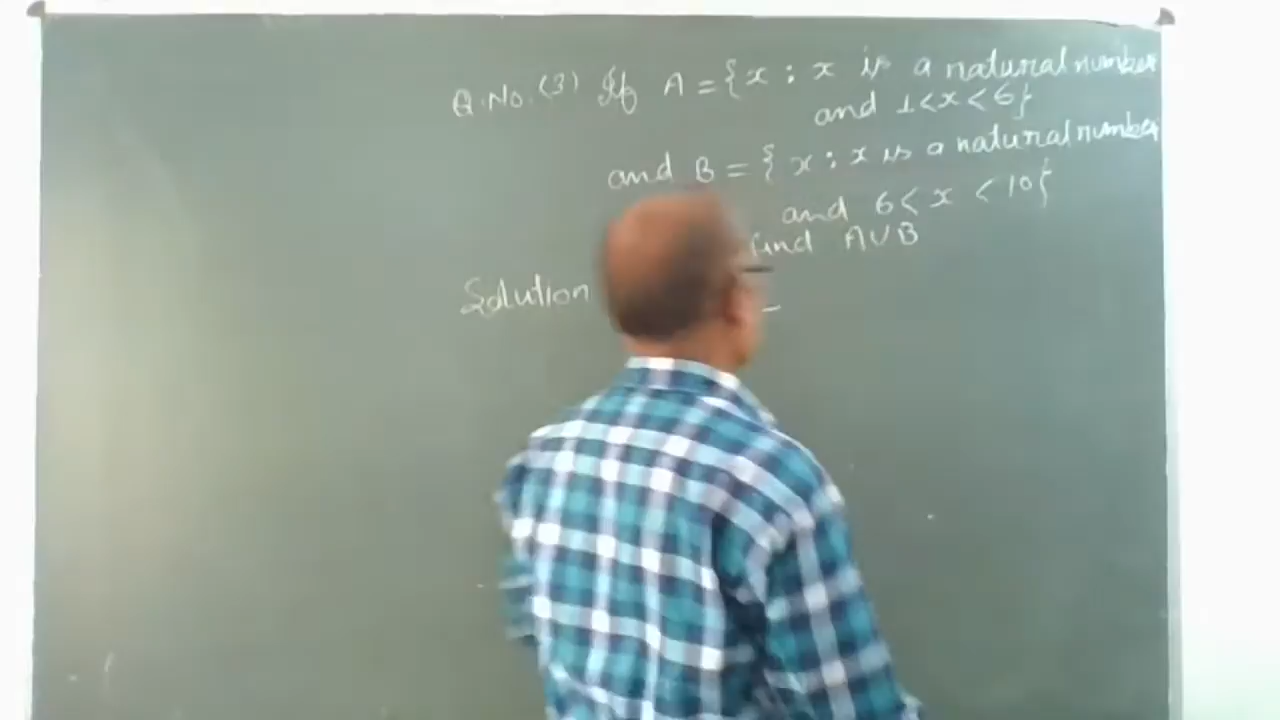 Q.No.(3) If A = {x : x is a natural number
and 1 < x < 6}
and B = { x : x is a natural number
and 6 < x < 10}
find A∪B
Solution